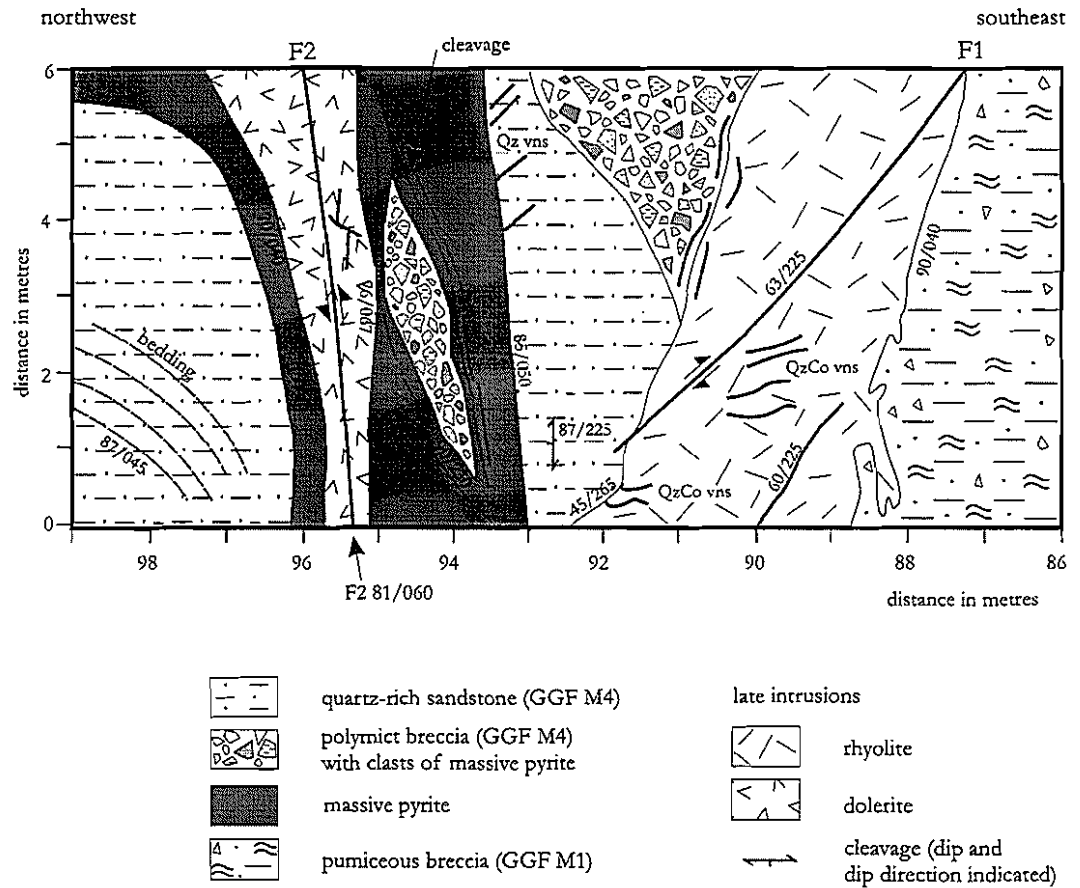 northwest
southeast
F2
cleavage
F1
6
4
2
0
distance in metres
Qz vns
bedding
87/045
85/050
87/225
63/225
90/040
QzCo vns
60/225
45/265
QzCo vns
98
96
94
92
90
88
86
F2 81/060
distance in metres
quartz-rich sandstone (GGF M4)
polymict breccia (GGF M4)
with clasts of massive pyrite
massive pyrite
pumiceous breccia (GGF M1)
late intrusions
rhyolite
dolerite
cleavage (dip and
dip direction indicated)